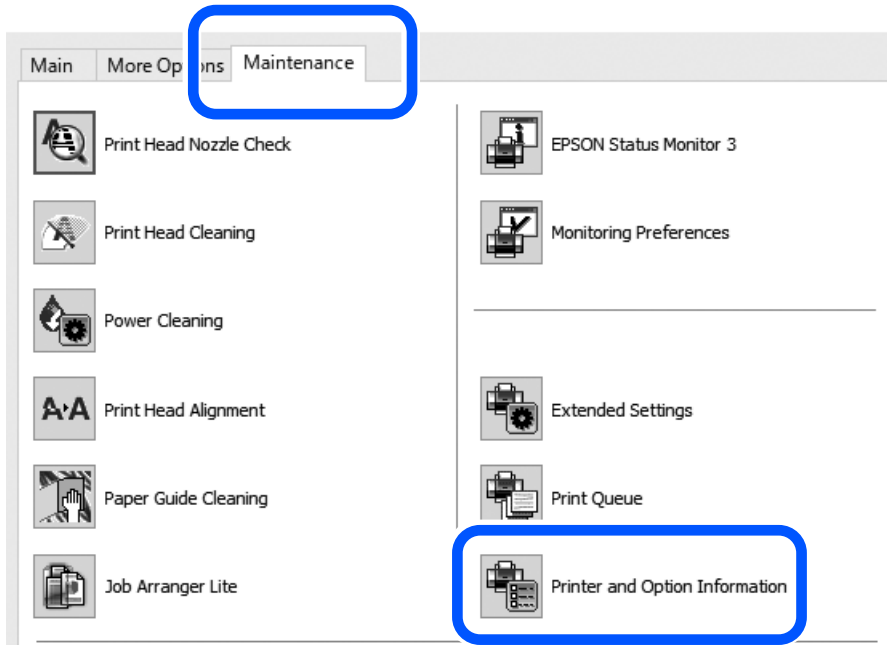 Main
More Options
Maintenance
Print Head Nozzle Check
Print Head Cleaning
Power Cleaning
A·A Print Head Alignment
Paper Guide Cleaning
Job Arranger Lite
EPSON Status Monitor 3
Monitoring Preferences
Extended Settings
Print Queue
Printer and Option Information